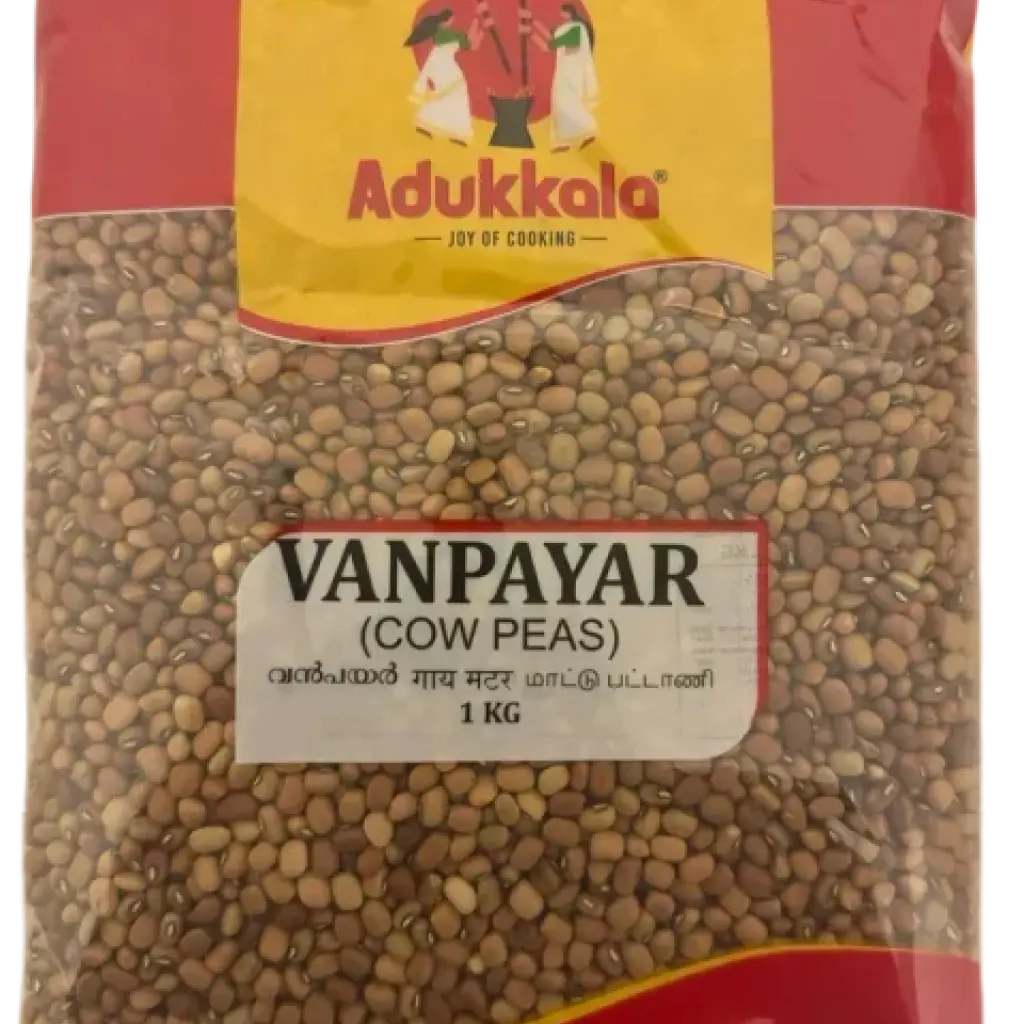 Adukkala®
JOY OF COOKING
VANPAYAR
(COW PEAS)
വൻപയർ गाय मटर மாட்டு பட்டாணி
1 KG